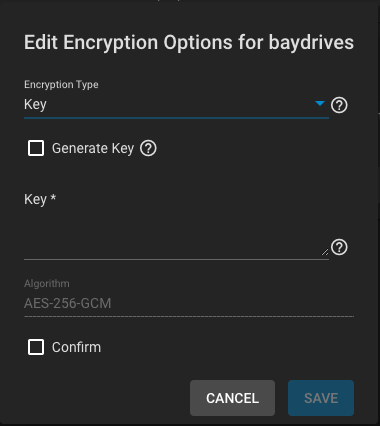 Edit Encryption Options for baydrives
Encryption Type
Key
Generate Key
Key *
Algorithm
AES-256-GCM
Confirm
CANCEL SAVE